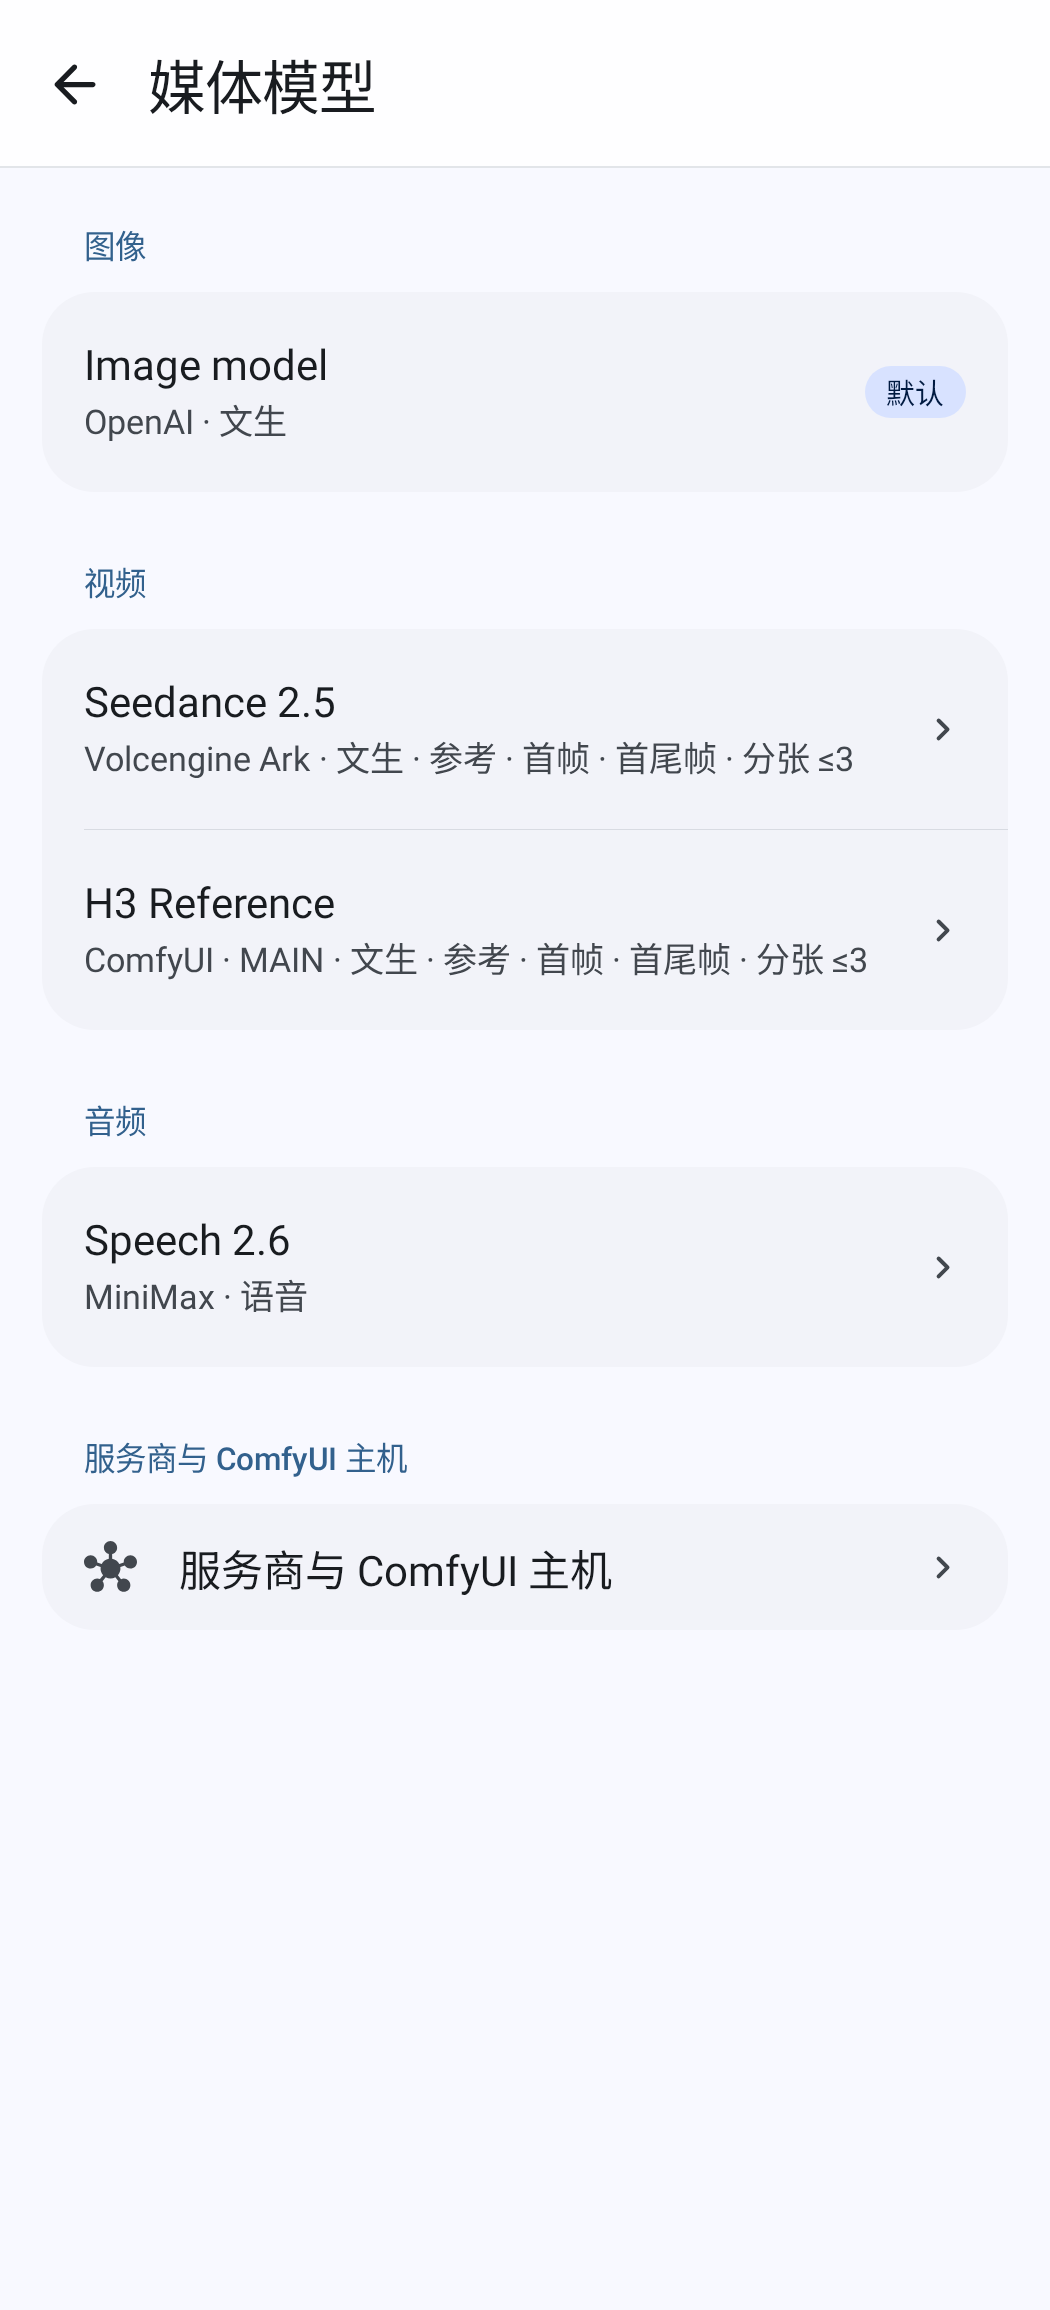 媒体模型
图像
Image model
OpenAI · 文生
默认
视频
Seedance 2.5
Volcengine Ark · 文生 · 参考 · 首帧 · 首尾帧 · 分张 ≤3
H3 Reference
ComfyUI · MAIN · 文生 · 参考 · 首帧 · 首尾帧 · 分张 ≤3
音频
Speech 2.6
MiniMax · 语音
服务商与 ComfyUI 主机
服务商与 ComfyUI 主机